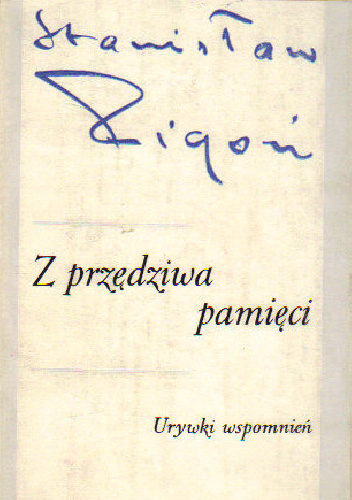 Stanisław
Pigoń
Z przędziwa
pamięci
Urywki wspomnień